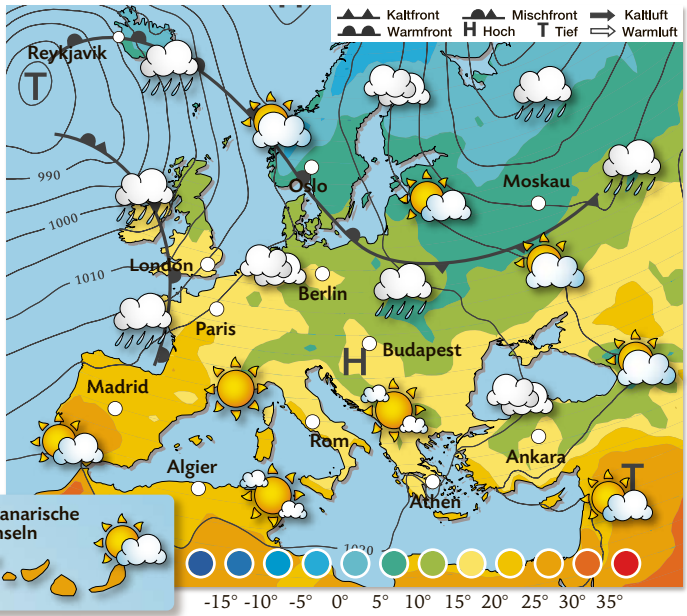 Kaltfront Mischfront Kaltluft
Warmfront H Hoch T Tief Warmluft
Reykjavik
T
990
1000
1010
Oslo
Moskau
London
Berlin
Paris
H
Budapest
Madrid
Rom
Ankara
Algier
Athen
T
anarische
nseln
1020
-15° -10° -5° 0° 5° 10° 15° 20° 25° 30° 35°